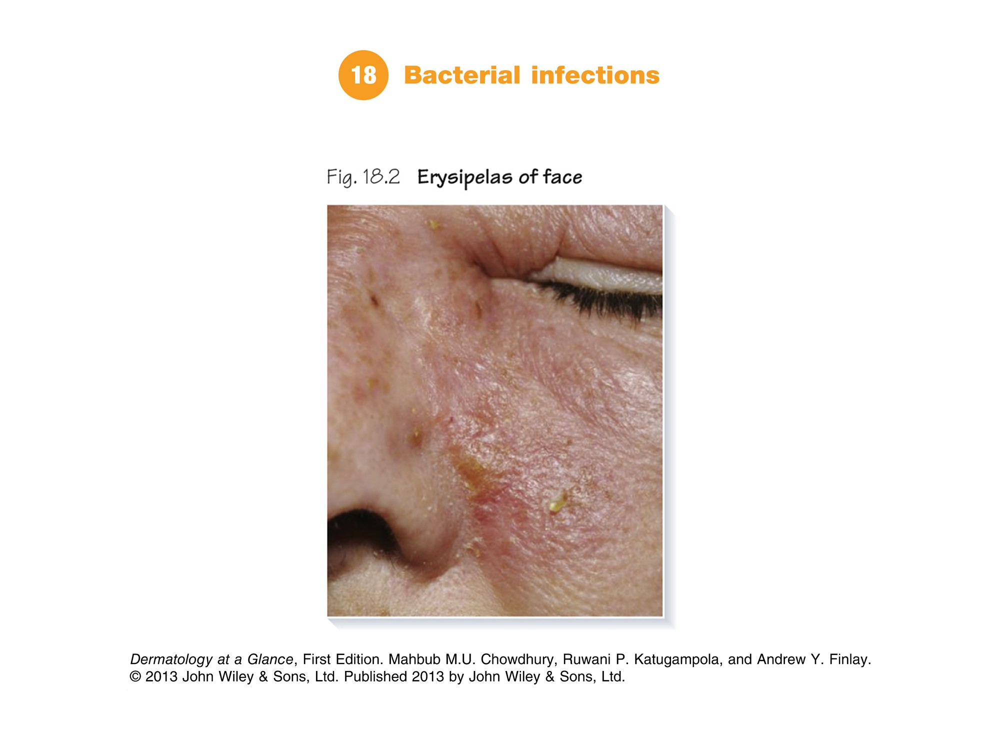 18 Bacterial infections
Fig. 18.2 Erysipelas of face
Dermatology at a Glance, First Edition. Mahbub M.U. Chowdhury, Ruwani P. Katugampola, and Andrew Y. Finlay.
© 2013 John Wiley & Sons, Ltd. Published 2013 by John Wiley & Sons, Ltd.